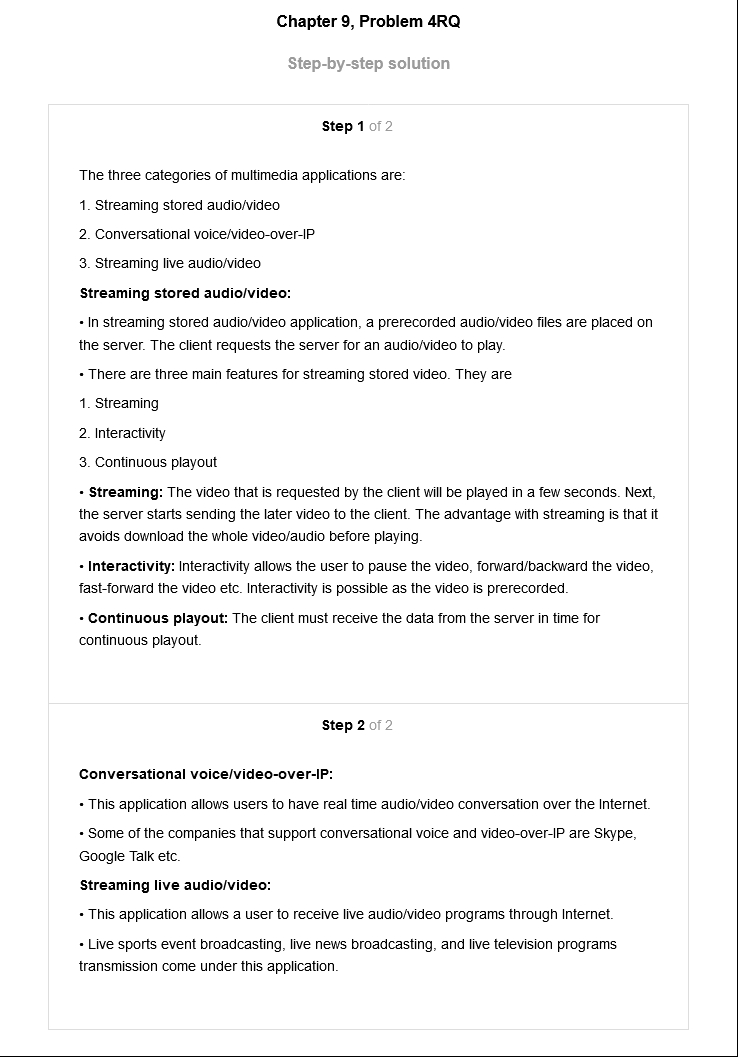 Chapter 9, Problem 4RQ
Step-by-step solution
Step 1 of 2
The three categories of multimedia applications are:
1. Streaming stored audio/video
2. Conversational voice/video-over-IP
3. Streaming live audio/video
Streaming stored audio/video:
• In streaming stored audio/video application, a prerecorded audio/video files are placed on
the server. The client requests the server for an audio/video to play.
• There are three main features for streaming stored video. They are
1. Streaming
2. Interactivity
3. Continuous playout
• Streaming: The video that is requested by the client will be played in a few seconds. Next,
the server starts sending the later video to the client. The advantage with streaming is that it
avoids download the whole video/audio before playing.
• Interactivity: Interactivity allows the user to pause the video, forward/backward the video,
fast-forward the video etc. Interactivity is possible as the video is prerecorded.
• Continuous playout: The client must receive the data from the server in time for
continuous playout.
Step 2 of 2
Conversational voice/video-over-IP:
• This application allows users to have real time audio/video conversation over the Internet.
• Some of the companies that support conversational voice and video-over-IP are Skype,
Google Talk etc.
Streaming live audio/video:
• This application allows a user to receive live audio/video programs through Internet.
• Live sports event broadcasting, live news broadcasting, and live television programs
transmission come under this application.